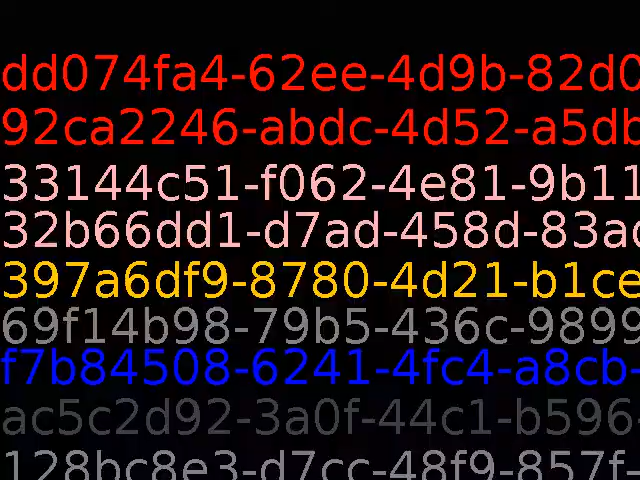 dd074fa4-62ee-4d9b-82d0
92ca2246-abdc-4d52-a5db
33144c51-f062-4e81-9b11
32b66dd1-d7ad-458d-83ac
397a6df9-8780-4d21-b1ce
69f14b98-79b5-436c-9899
f7b84508-6241-4fc4-a8cb-
ac5c2d92-3a0f-44c1-b596-
128bc8e3-d7cc-48f9-857f-